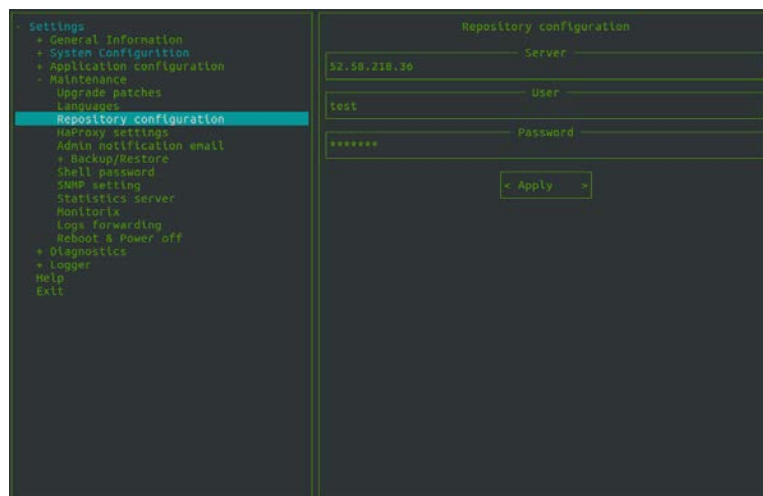 - Settings
+ General Information
+ System Configurition
+ Application configuration
- Maintenance
Upgrade patches
Languages
Repository configuration
HaProxy settings
Admin notification email
+ Backup/Restore
Shell password
SNMP setting
Statistics server
Monitorix
Logs forwarding
Reboot & Power off
+ Diagnostics
+ Logger
Help
Exit
Repository configuration
Server
52.58.218.36
User
test
Password
*******
< Apply >